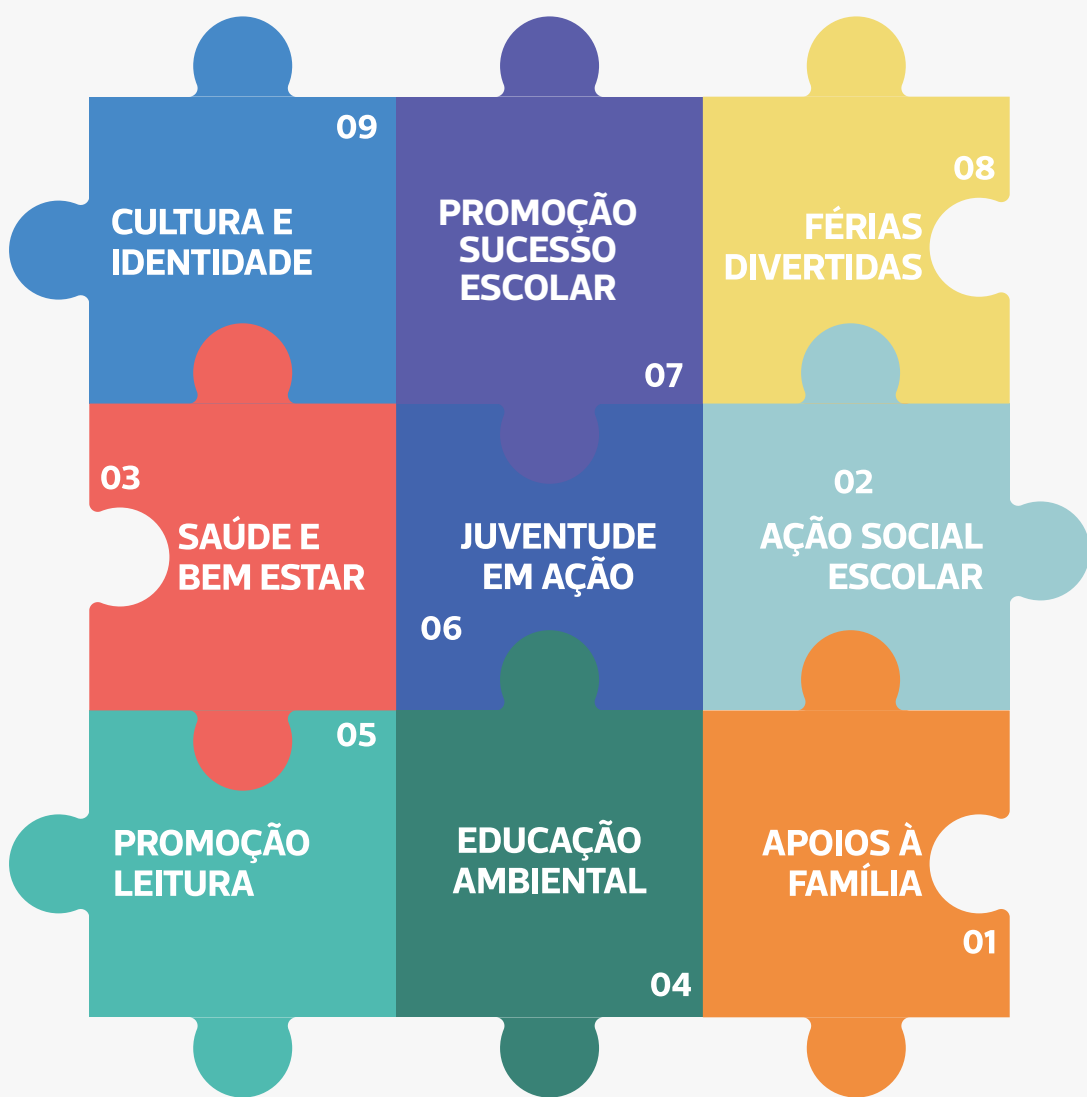 09
CULTURA E
IDENTIDADE
PROMOÇÃO
SUCESSO
ESCOLAR
07
08
FÉRIAS
DIVERTIDAS
03
SAÚDE E
BEM ESTAR
JUVENTUDE
EM AÇÃO
06
02
AÇÃO SOCIAL
ESCOLAR
05
PROMOÇÃO
LEITURA
EDUCAÇÃO
AMBIENTAL
04
APOIOS À
FAMÍLIA
01